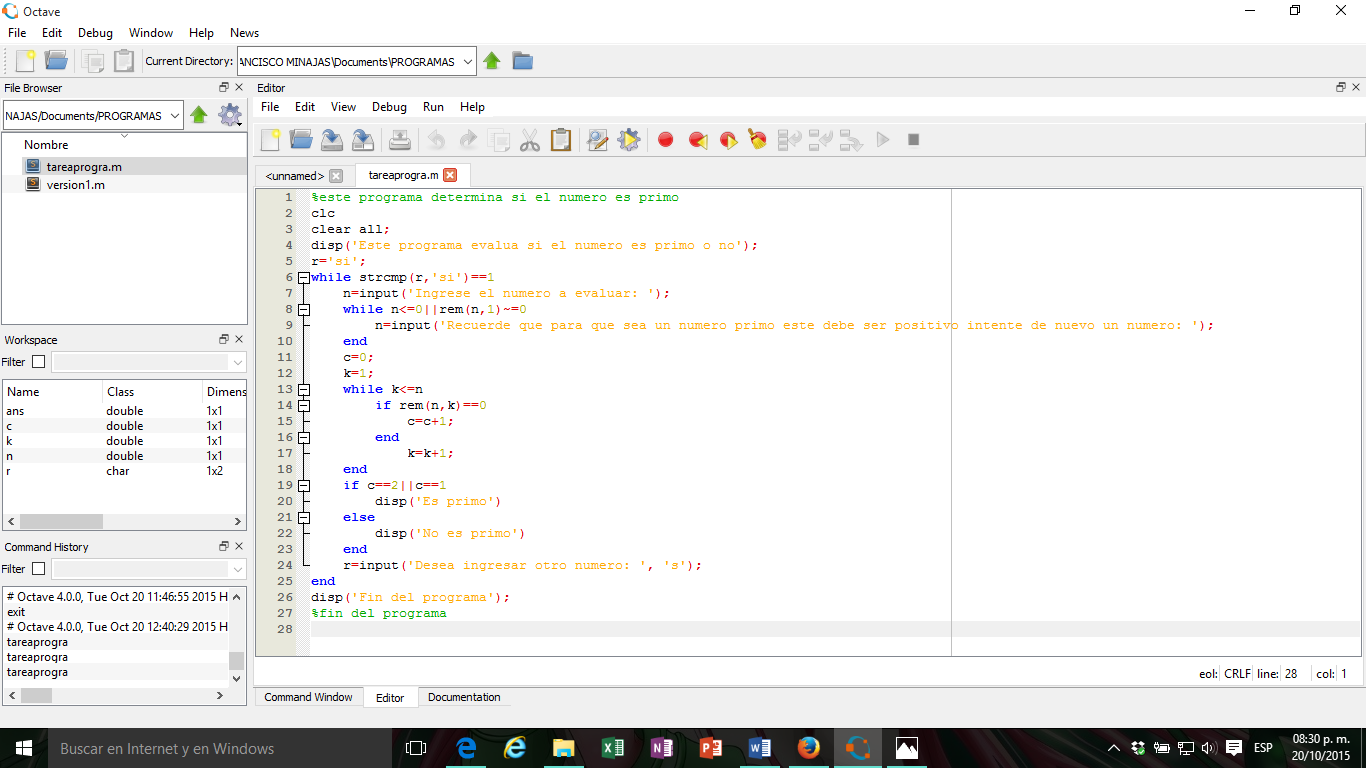 Octave
File Edit Debug Window Help News
Current Directory: ANCISCO MINAJAS\Documents\PROGRAMAS
File Browser
NAJAS/Documents/PROGRAMAS
Nombre
tareaprogra.m
version1.m
Workspace
Filter
Name Class Dimens
ans double 1x1
c double 1x1
k double 1x1
n double 1x1
r char 1x2
Command History
Filter
# Octave 4.0.0, Tue Oct 20 11:46:55 2015 H
exit
# Octave 4.0.0, Tue Oct 20 12:40:29 2015 H
tareaprogra
tareaprogra
tareaprogra
Editor
File Edit View Debug Run Help
<unnamed> tareaprogra.m
1 %este programa determina si el numero es primo
2 clc
3 clear all;
4 disp('Este programa evalua si el numero es primo o no');
5 r='si';
6 while strcmp(r,'si')==1
7 n=input('Ingrese el numero a evaluar: ');
8 while n<=0||rem(n,1)~=0
9 n=input('Recuerde que para que sea un numero primo este debe ser positivo intente de nuevo un numero: ');
10 end
11 c=0;
12 k=1;
13 while k<=n
14 if rem(n,k)==0
15 c=c+1;
16 end
17 k=k+1;
18 end
19 if c==2||c==1
20 disp('Es primo')
21 else
22 disp('No es primo')
23 end
24 r=input('Desea ingresar otro numero: ', 's');
25 end
26 disp('Fin del programa');
27 %fin del programa
28
eol: CRLF line: 28 col: 1
Command Window Editor Documentation
Buscar en Internet y en Windows
ESP
08:30 p. m.
20/10/2015